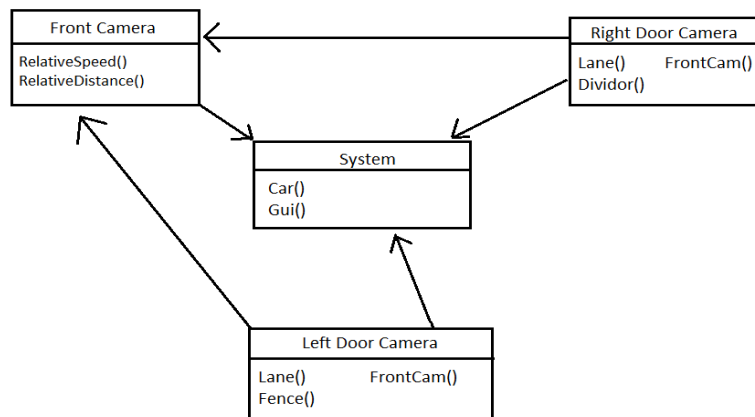 Front Camera
RelativeSpeed()
RelativeDistance()
Right Door Camera
Lane() FrontCam()
Dividor()
System
Car()
Gui()
Left Door Camera
Lane() FrontCam()
Fence()